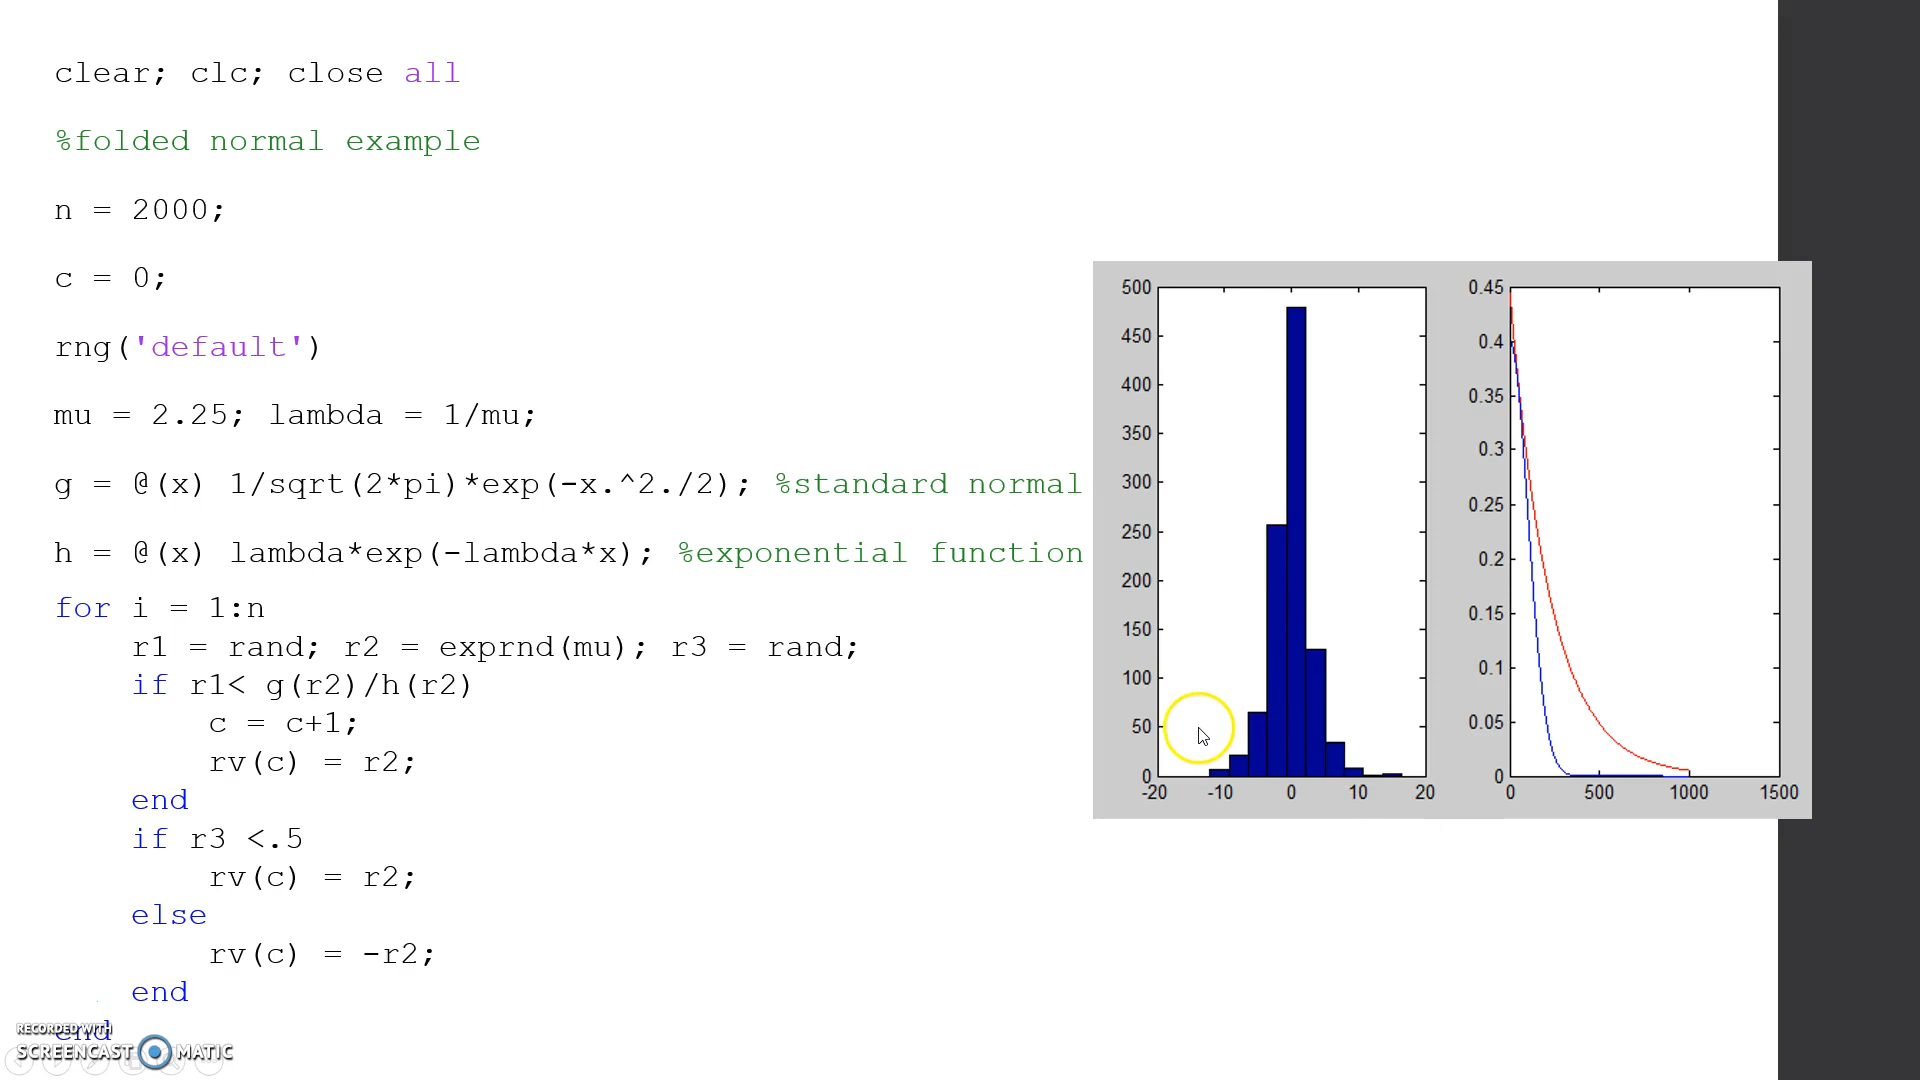 clear; clc; close all
%folded normal example
n = 2000;
c = 0;
rng('default')
mu = 2.25; lambda = 1/mu;
g = @(x) 1/sqrt(2*pi)*exp(-x.^2./2); %standard normal
h = @(x) lambda*exp(-lambda*x); %exponential function
for i = 1:n
r1 = rand; r2 = exprnd(mu); r3 = rand;
if r1< g(r2)/h(r2)
c = c+1;
rv(c) = r2;
end
if r3 <.5
rv(c) = r2;
else
rv(c) = -r2;
end
end
500
450
400
350
300
250
200
150
100
50
0
-20 -10 0 10 20
0.45
0.4
0.35
0.3
0.25
0.2
0.15
0.1
0.05
0
0 500 1000 1500
RECORDED WITH
SCREENCAST MATIC